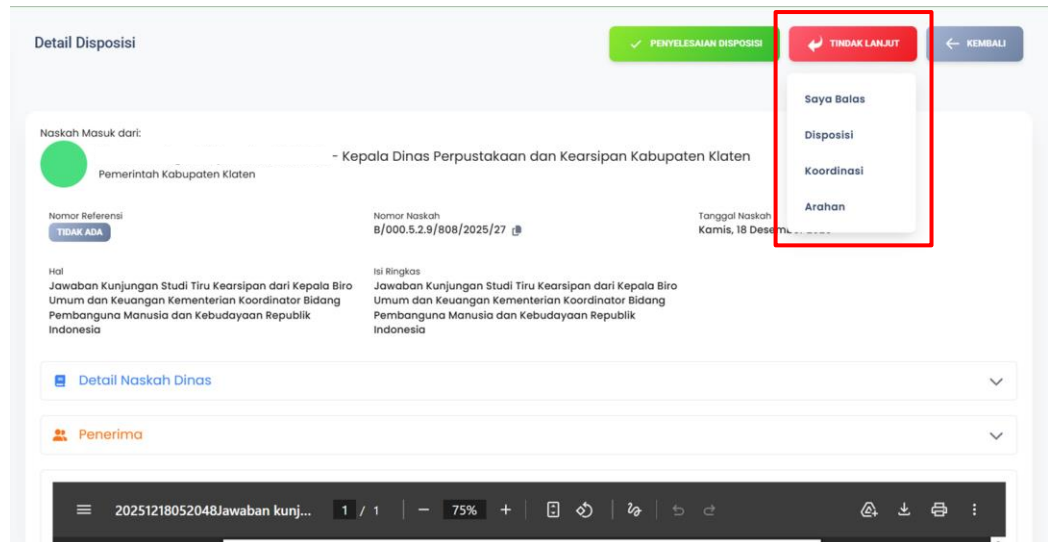 Detail Disposisi
PENYELESAIAN DISPOSISI
TINDAK LANJUT
KEMBALI
Saya Balas
Disposisi
Koordinasi
Arahan
Naskah Masuk dari:
- Kepala Dinas Perpustakaan dan Kearsipan Kabupaten Klaten
Pemerintah Kabupaten Klaten
Nomor Referensi
TIDAK ADA
Nomor Naskah
B/000.5.2.9/808/2025/27
Tanggal Naskah
Kamis, 18
Hal
Jawaban Kunjungan Studi Tiru Kearsipan dari Kepala Biro
Umum dan Keuangan Kementerian Koordinator Bidang
Pembanguna Manusia dan Kebudayaan Republik
Indonesia
Isi Ringkas
Jawaban Kunjungan Studi Tiru Kearsipan dari Kepala Biro
Umum dan Keuangan Kementerian Koordinator Bidang
Pembanguna Manusia dan Kebudayaan Republik
Indonesia
Detail Naskah Dinas
Penerima
20251218052048Jawaban kunj...
1 / 1
75%